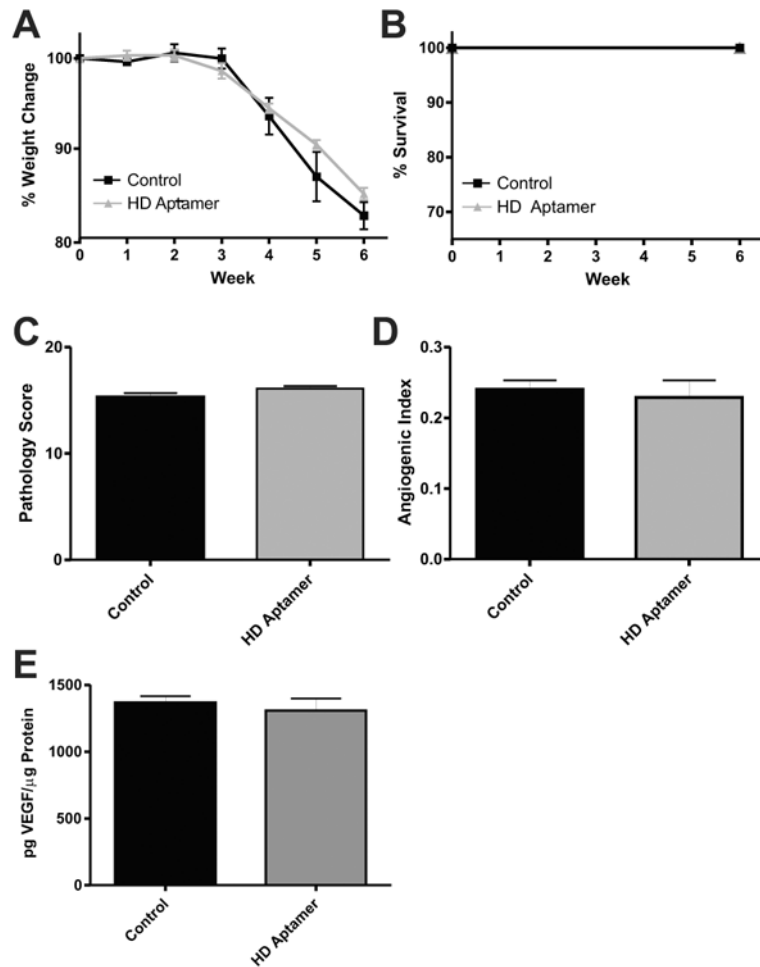 A
% Weight Change
100
90
80
Control
HD Aptamer
0 1 2 3 4 5 6
Week
B
% Survival
100
90
80
70
Control
HD Aptamer
0 1 2 3 4 5 6
Week
C
Pathology Score
20
10
0
Control
HD Aptamer
D
Angiogenic Index
0.3
0.2
0.1
0.0
Control
HD Aptamer
E
pg VEGF/µg Protein
1500
1000
500
0
Control
HD Aptamer